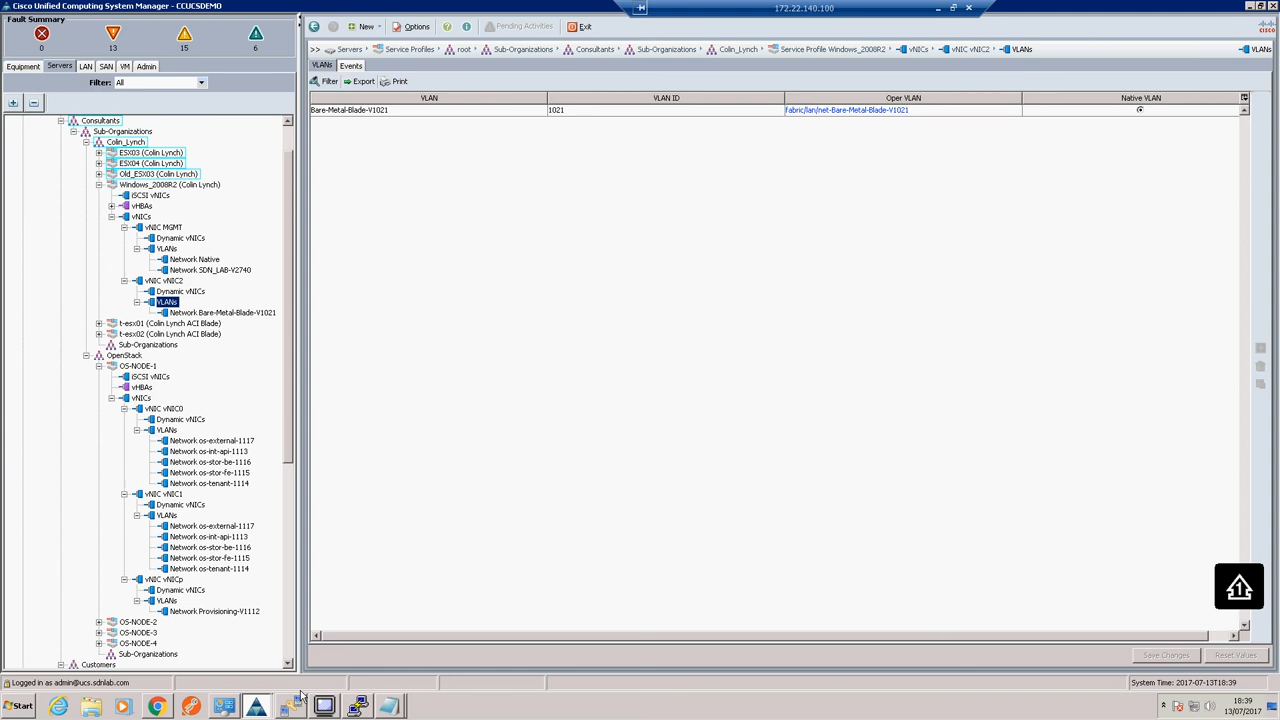 Cisco Unified Computing System Manager - CCUCSDEMO
172.22.140.100
Fault Summary
0
13
15
6
New
Options
Pending Activities
Exit
>> Servers Service Profiles root Sub-Organizations Consultants Sub-Organizations Colin_Lynch Service Profile Windows_2008R2 vNICs vNIC vNIC2 VLANs
VLANs
cisco
Equipment Servers LAN SAN VM Admin
VLANs Events
Filter: All
Filter Export Print
VLAN VLAN ID Oper VLAN Native VLAN
Bare-Metal-Blade-V1021 1021 fabric/lan/net-Bare-Metal-Blade-V1021
Consultants
Sub-Organizations
Colin_Lynch
ESX03 (Colin Lynch)
ESX04 (Colin Lynch)
Old_ESX03 (Colin Lynch)
Windows_2008R2 (Colin Lynch)
iSCSI vNICs
vHBAs
vNICs
vNIC MGMT
Dynamic vNICs
VLANs
Network Native
Network SDN_LAB-V2740
vNIC vNIC2
Dynamic vNICs
VLANs
Network Bare-Metal-Blade-V1021
t-esx01 (Colin Lynch ACI Blade)
t-esx02 (Colin Lynch ACI Blade)
Sub-Organizations
OpenStack
OS-NODE-1
iSCSI vNICs
vHBAs
vNICs
vNIC vNIC0
Dynamic vNICs
VLANs
Network os-external-1117
Network os-int-api-1113
Network os-stor-be-1116
Network os-stor-fe-1115
Network os-tenant-1114
vNIC vNIC1
Dynamic vNICs
VLANs
Network os-external-1117
Network os-int-api-1113
Network os-stor-be-1116
Network os-stor-fe-1115
Network os-tenant-1114
vNIC vNICp
Dynamic vNICs
VLANs
Network Provisioning-V1112
OS-NODE-2
OS-NODE-3
OS-NODE-4
Sub-Organizations
Customers
1
Save Changes Reset Values
Logged in as admin@ucs.sdnlab.com
System Time: 2017-07-13T18:39
Start
18:39
13/07/2017